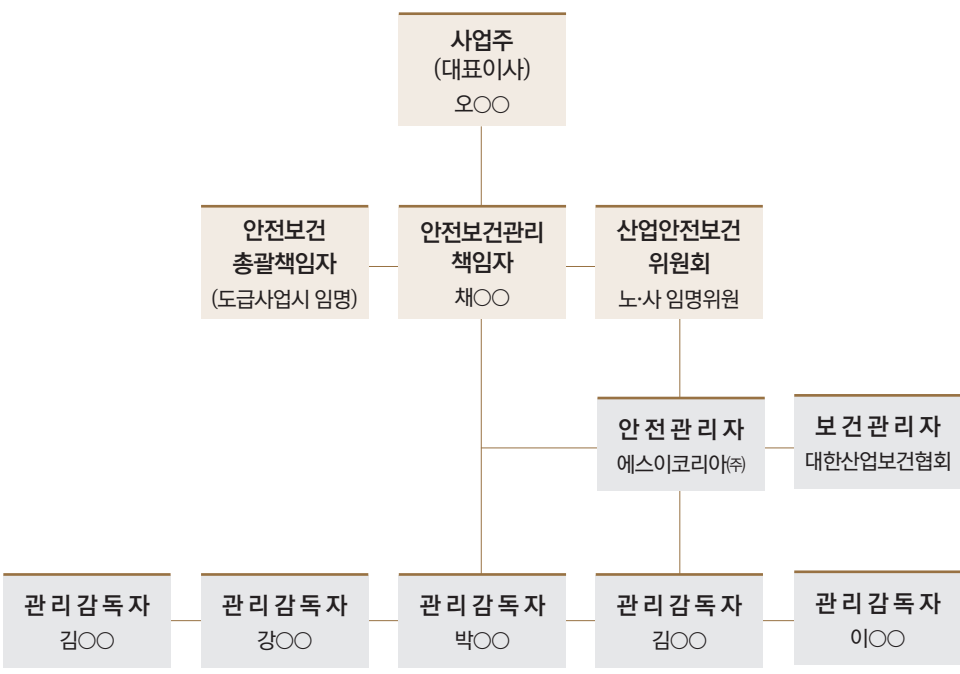 사업주
(대표이사)
오○○
안전보건
총괄책임자
(도급사업시 임명)
안전보건관리
책임자
채○○
산업안전보건
위원회
노·사 임명위원
안전관리자
에스이코리아㈜
보건관리자
대한산업보건협회
관리감독자
김○○
관리감독자
강○○
관리감독자
박○○
관리감독자
김○○
관리감독자
이○○